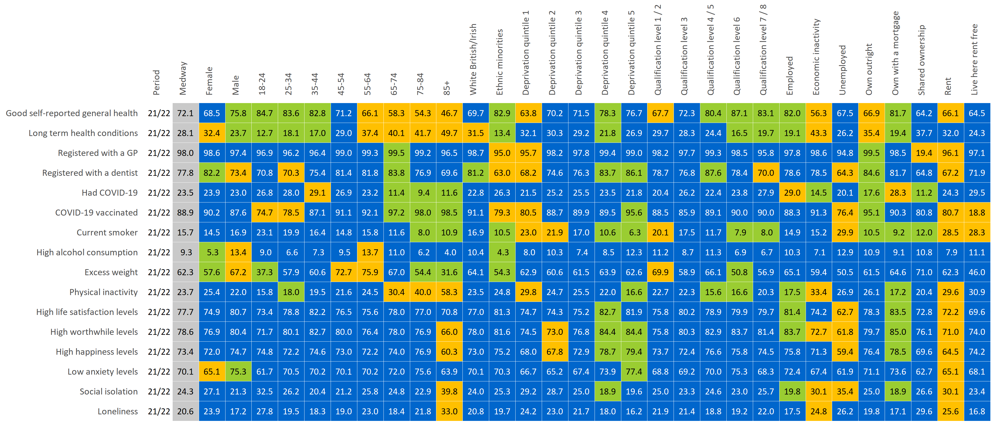 Period Medway Female Male 18-24 25-34 35-44 45-54 55-64 65-74 75-84 85+ White British/Irish Ethnic minorities Deprivation quintile 1 Deprivation quintile 2 Deprivation quintile 3 Deprivation quintile 4 Deprivation quintile 5 Qualification level 1 / 2 Qualification level 3 Qualification level 4 / 5 Qualification level 6 Qualification level 7 / 8 Employed Economic inactivity Unemployed Own outright Own with a mortgage Shared ownership Rent Live here rent free
Good self-reported general health 21/22 72.1 68.5 75.8 84.7 83.6 82.8 71.2 66.1 58.3 54.3 46.7 69.7 82.9 63.8 70.2 71.5 78.3 76.7 67.7 72.3 80.4 87.1 83.1 82.0 56.3 67.5 66.9 81.7 64.2 66.1 64.5
Long term health conditions 21/22 28.1 32.4 23.7 12.7 18.1 17.0 29.0 37.4 40.1 41.7 49.7 31.5 13.4 32.1 30.3 29.2 21.8 26.9 29.7 28.3 24.4 16.5 19.7 19.1 43.3 26.2 35.4 19.4 37.7 32.0 24.3
Registered with a GP 21/22 98.0 98.6 97.4 96.9 96.2 96.4 99.0 99.3 99.5 99.2 96.5 98.7 95.0 95.7 98.2 97.8 99.4 99.0 98.2 97.7 99.3 98.5 95.8 97.8 98.6 94.8 99.5 98.5 19.4 96.1 97.1
Registered with a dentist 21/22 77.8 82.2 73.4 70.8 70.3 75.4 81.4 81.8 83.8 76.9 69.6 81.2 63.0 68.2 74.6 76.3 83.7 86.1 78.7 76.8 87.6 78.4 70.0 78.6 78.5 64.3 84.6 81.7 64.8 67.2 71.9
Had COVID-19 21/22 23.5 23.9 23.0 26.8 28.0 29.1 26.9 23.2 11.4 9.4 11.6 22.8 26.3 21.5 25.2 25.5 23.5 21.8 20.4 26.2 22.4 23.8 27.9 29.0 14.5 20.1 17.6 28.3 11.2 24.3 29.5
COVID-19 vaccinated 21/22 88.9 90.2 87.6 74.7 78.5 87.1 91.1 92.1 97.2 98.0 98.5 91.1 79.3 80.5 88.7 89.9 89.5 95.6 88.5 85.9 89.1 90.0 90.0 88.3 91.3 76.4 95.1 90.3 80.8 80.7 18.8
Current smoker 21/22 15.7 14.5 16.9 23.1 19.9 16.4 14.8 15.8 11.6 8.0 10.9 16.9 10.5 23.0 21.9 17.0 10.6 6.3 20.1 17.5 11.7 7.9 8.0 14.9 15.2 29.9 10.5 9.2 12.0 28.5 28.3
High alcohol consumption 21/22 9.3 5.3 13.4 9.0 6.6 7.3 9.5 13.7 11.0 6.2 4.0 10.4 4.3 8.0 10.3 7.4 8.5 12.3 11.2 8.7 11.3 6.9 6.7 10.3 7.1 12.9 10.9 9.1 10.8 7.9 11.1
Excess weight 21/22 62.3 57.6 67.2 37.3 57.9 60.6 72.7 75.9 67.0 54.4 31.6 64.1 54.3 62.9 60.6 61.5 63.9 62.6 69.9 58.9 66.1 50.8 56.9 65.1 59.4 50.5 61.5 64.6 71.0 62.3 46.0
Physical inactivity 21/22 23.7 25.4 22.0 15.8 18.0 19.5 21.6 24.5 30.4 40.0 58.3 23.5 24.8 29.8 24.7 25.5 22.0 16.6 22.7 22.3 15.6 16.6 20.3 17.5 33.4 26.9 26.1 17.2 20.4 29.6 30.9
High life satisfaction levels 21/22 77.7 74.9 80.7 73.4 78.8 82.2 76.5 75.6 78.0 77.0 70.8 77.0 81.3 74.7 74.3 75.2 82.7 81.9 75.8 80.2 78.9 79.9 79.7 81.4 74.2 62.7 78.3 83.5 72.8 72.2 69.6
High worthwhile levels 21/22 78.6 76.9 80.4 71.7 80.1 82.7 80.0 76.4 78.0 76.9 66.0 78.0 81.6 74.5 73.0 76.8 84.4 84.4 75.8 80.3 82.9 83.7 81.4 83.7 72.7 61.8 79.7 85.0 76.1 71.0 74.0
High happiness levels 21/22 73.4 72.0 74.7 74.8 72.2 74.6 73.0 72.2 74.0 76.9 60.3 73.0 75.2 68.0 67.8 72.9 78.7 79.4 73.7 72.4 76.6 75.8 74.5 75.8 71.3 59.4 76.4 78.5 69.6 64.5 74.2
Low anxiety levels 21/22 70.1 65.1 75.3 61.7 70.5 70.2 70.1 70.2 72.0 75.6 63.9 70.1 70.3 66.7 65.2 67.4 73.9 77.4 68.8 69.2 70.0 75.3 68.3 72.4 67.4 61.9 71.1 73.6 62.7 65.1 68.1
Social isolation 21/22 24.3 27.1 21.3 32.5 26.2 20.4 21.2 25.8 24.8 22.9 39.8 24.0 25.3 29.2 28.7 25.0 18.9 19.6 25.0 23.3 24.6 23.0 25.7 19.8 30.1 35.4 25.0 18.9 26.6 30.1 23.4
Loneliness 21/22 20.6 23.9 17.2 27.8 19.5 18.3 19.0 23.0 18.4 21.8 33.0 20.8 19.7 24.2 23.0 21.7 18.0 16.2 21.9 21.4 18.8 19.2 22.0 17.5 24.8 26.2 19.8 17.1 29.6 25.6 16.8